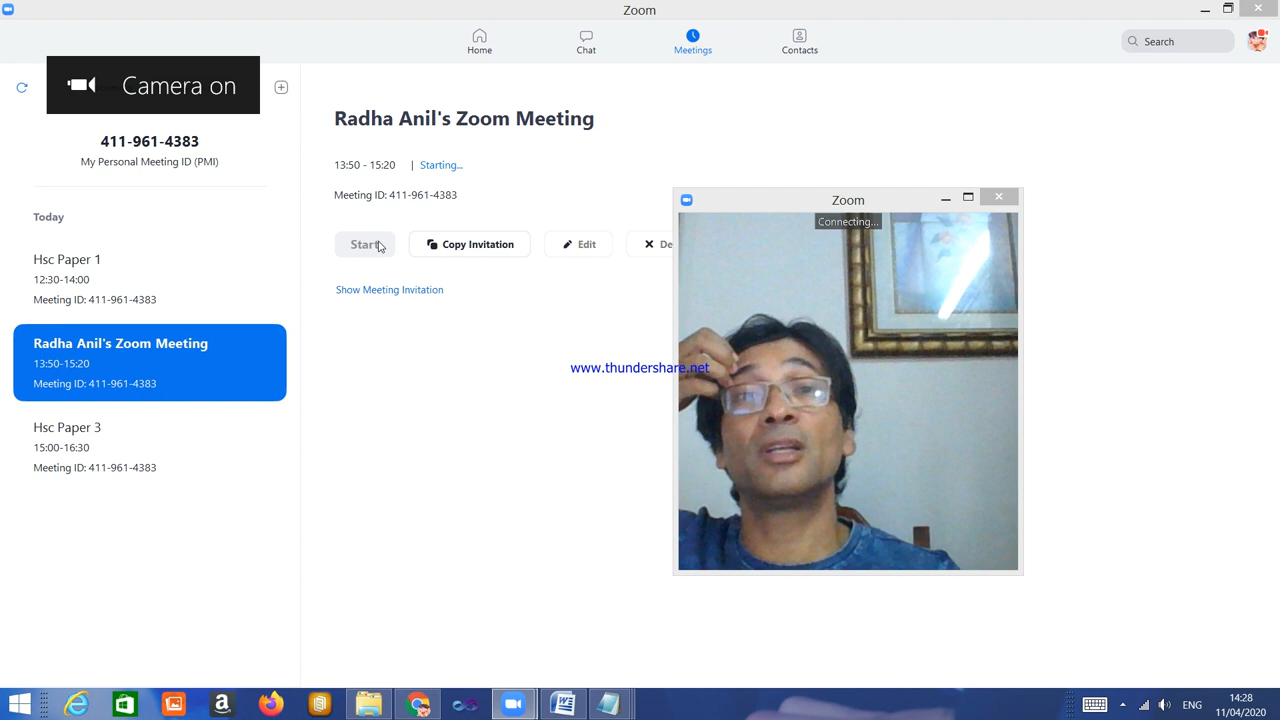 Zoom
Home
Chat
Meetings
Contacts
Search
Camera on
411-961-4383
My Personal Meeting ID (PMI)
Today
Hsc Paper 1
12:30-14:00
Meeting ID: 411-961-4383
Radha Anil's Zoom Meeting
13:50-15:20
Meeting ID: 411-961-4383
Hsc Paper 3
15:00-16:30
Meeting ID: 411-961-4383
Radha Anil's Zoom Meeting
13:50 - 15:20 | Starting...
Meeting ID: 411-961-4383
Start Copy Invitation Edit De
Show Meeting Invitation
Zoom
Connecting...
www.thundershare.net
ENG
14:28
11/04/2020